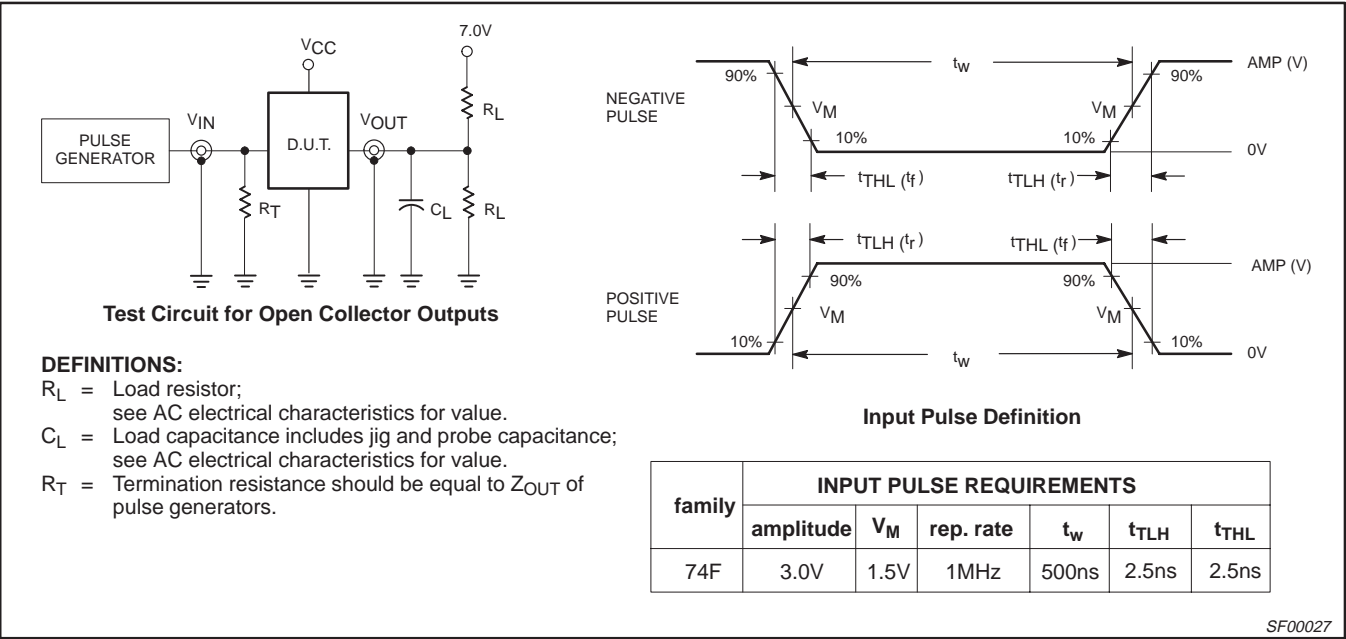 7.0V
VCC
RL
VIN
VOUT
PULSE
GENERATOR
D.U.T.
RT
CL
RL
Test Circuit for Open Collector Outputs
DEFINITIONS:
RL = Load resistor;
see AC electrical characteristics for value.
CL = Load capacitance includes jig and probe capacitance;
see AC electrical characteristics for value.
RT = Termination resistance should be equal to ZOUT of
pulse generators.
NEGATIVE
PULSE
90%
tw
90%
AMP (V)
VM
VM
10%
10%
0V
tTHL (tf)
tTLH (tr)
tTLH (tr)
tTHL (tf)
AMP (V)
90%
90%
POSITIVE
PULSE
VM
VM
10%
10%
tw
0V
Input Pulse Definition
family
INPUT PULSE REQUIREMENTS
amplitude VM rep. rate tw tTLH tTHL
74F 3.0V 1.5V 1MHz 500ns 2.5ns 2.5ns
SF00027